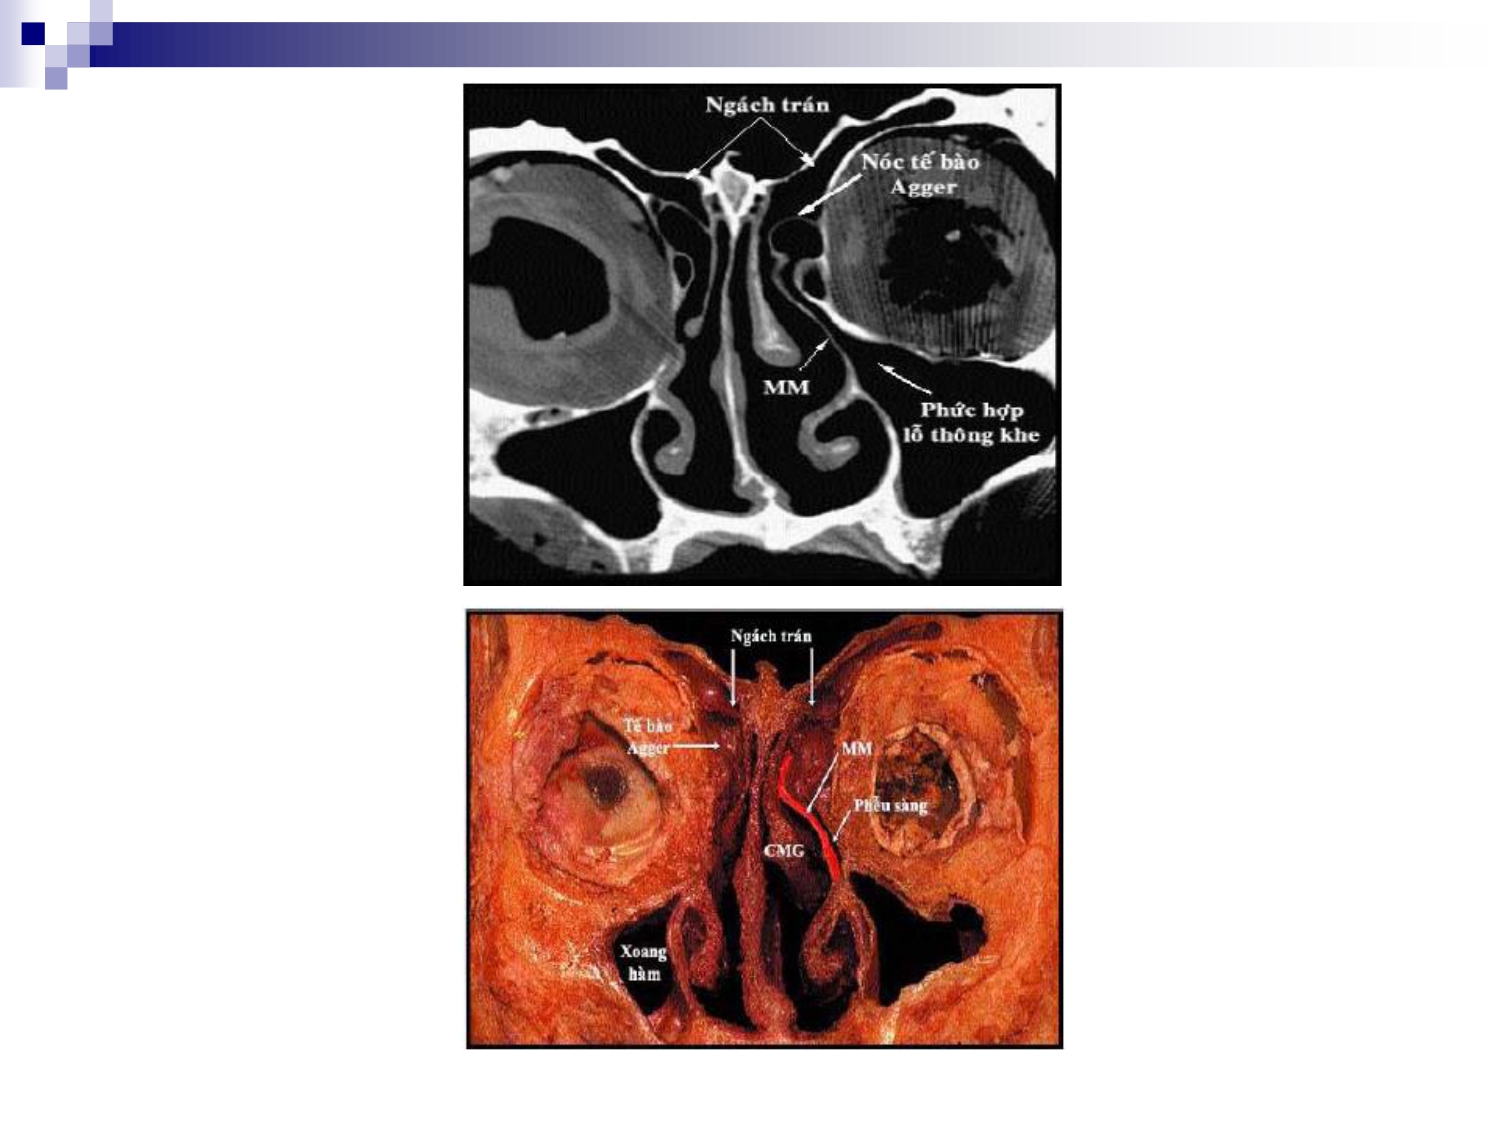 Ngách trán
Nóc tế bào
Agger
MM
Phức hợp
lỗ thông khe
Ngách trán
Tế bào
Agger
MM
Phễu sàng
CMG
Xoang
hàm